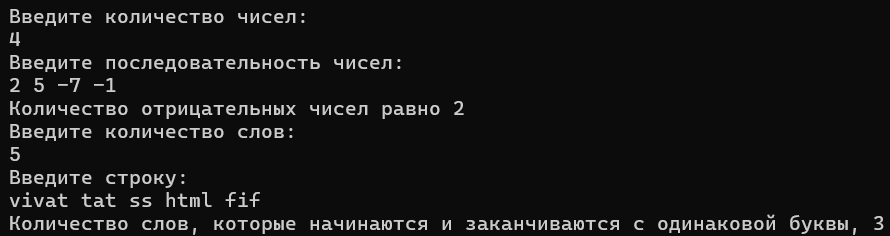 Введите количество чисел:
4
Введите последовательность чисел:
2 5 -7 -1
Количество отрицательных чисел равно 2
Введите количество слов:
5
Введите строку:
vivat tat ss html fif
Количество слов, которые начинаются и заканчиваются с одинаковой буквы, 3